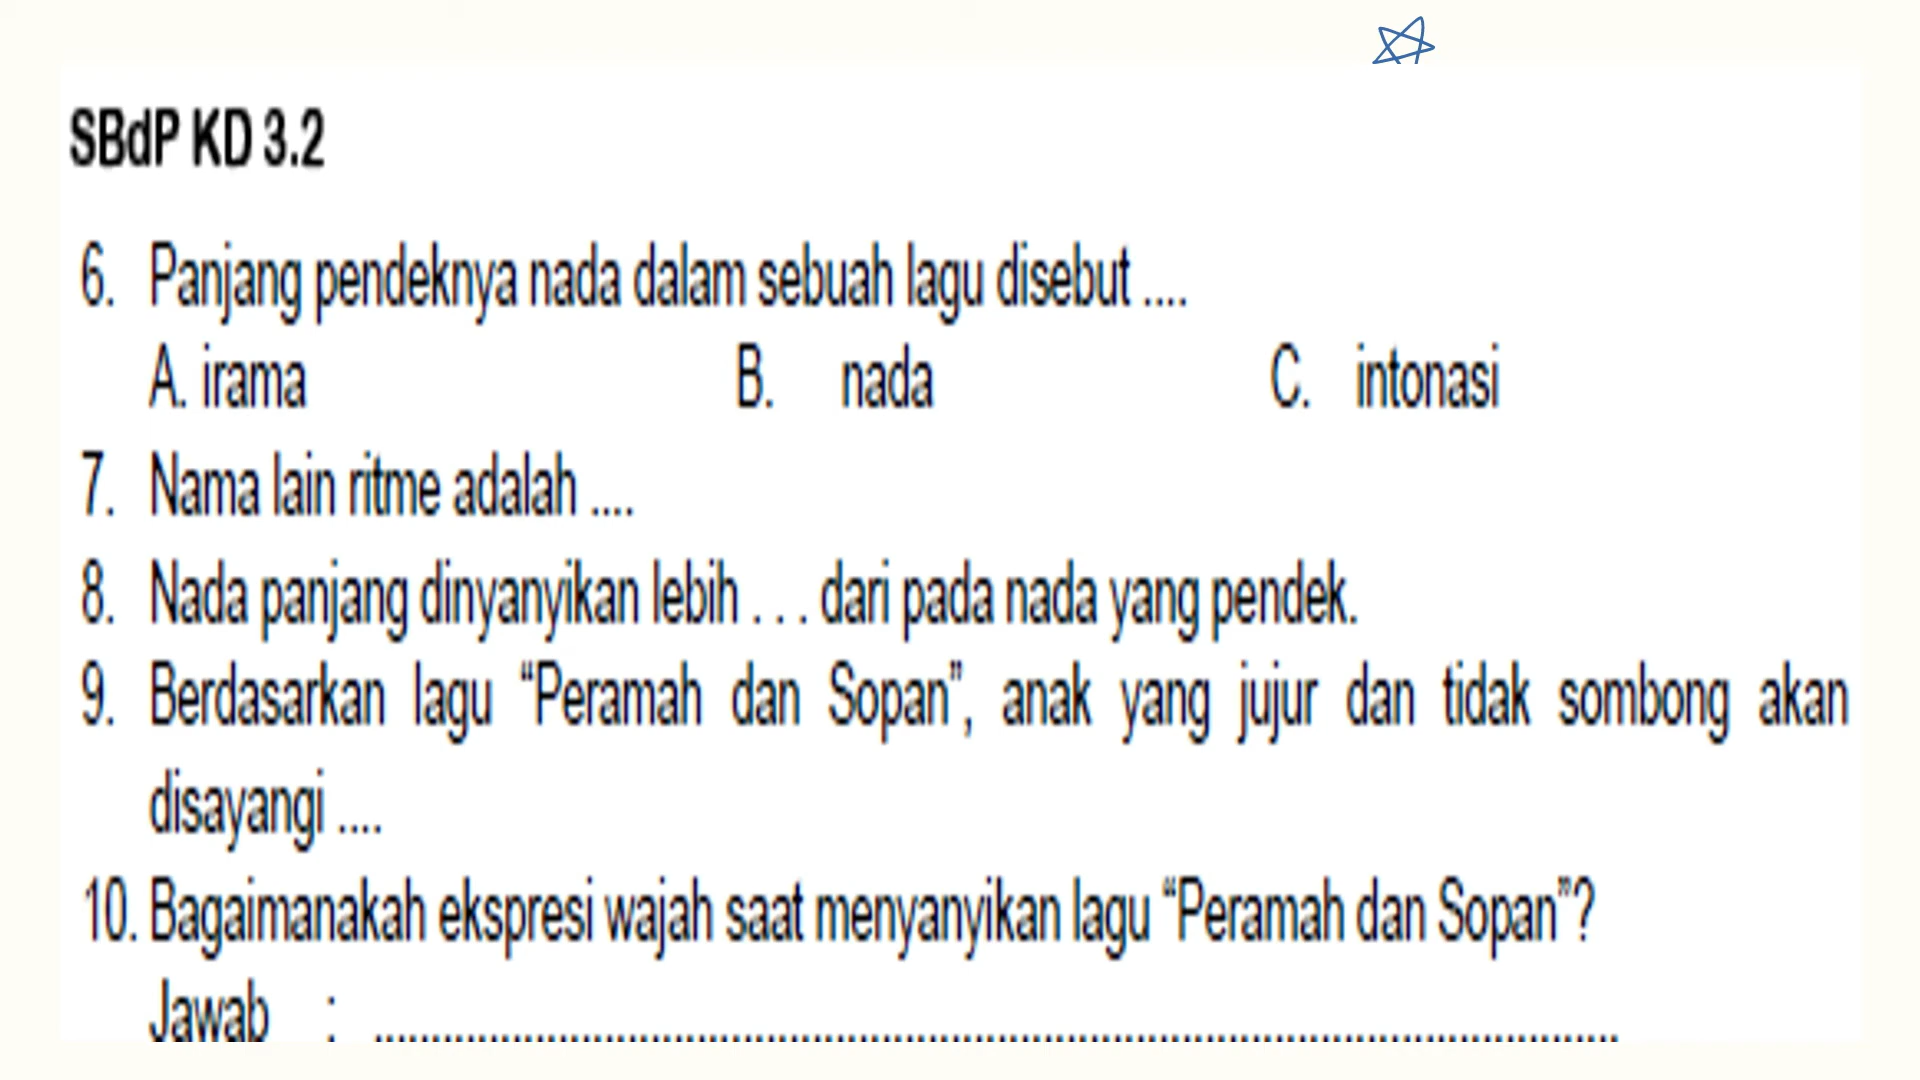 SBdP KD 3.2
6. Panjang pendeknya nada dalam sebuah lagu disebut ....
A. irama B. nada C. intonasi
7. Nama lain ritme adalah ....
8. Nada panjang dinyanyikan lebih . . . dari pada nada yang pendek.
9. Berdasarkan lagu “Peramah dan Sopan”, anak yang jujur dan tidak sombong akan
disayangi ....
10. Bagaimanakah ekspresi wajah saat menyanyikan lagu “Peramah dan Sopan”?
Jawab : ....................................................................................................